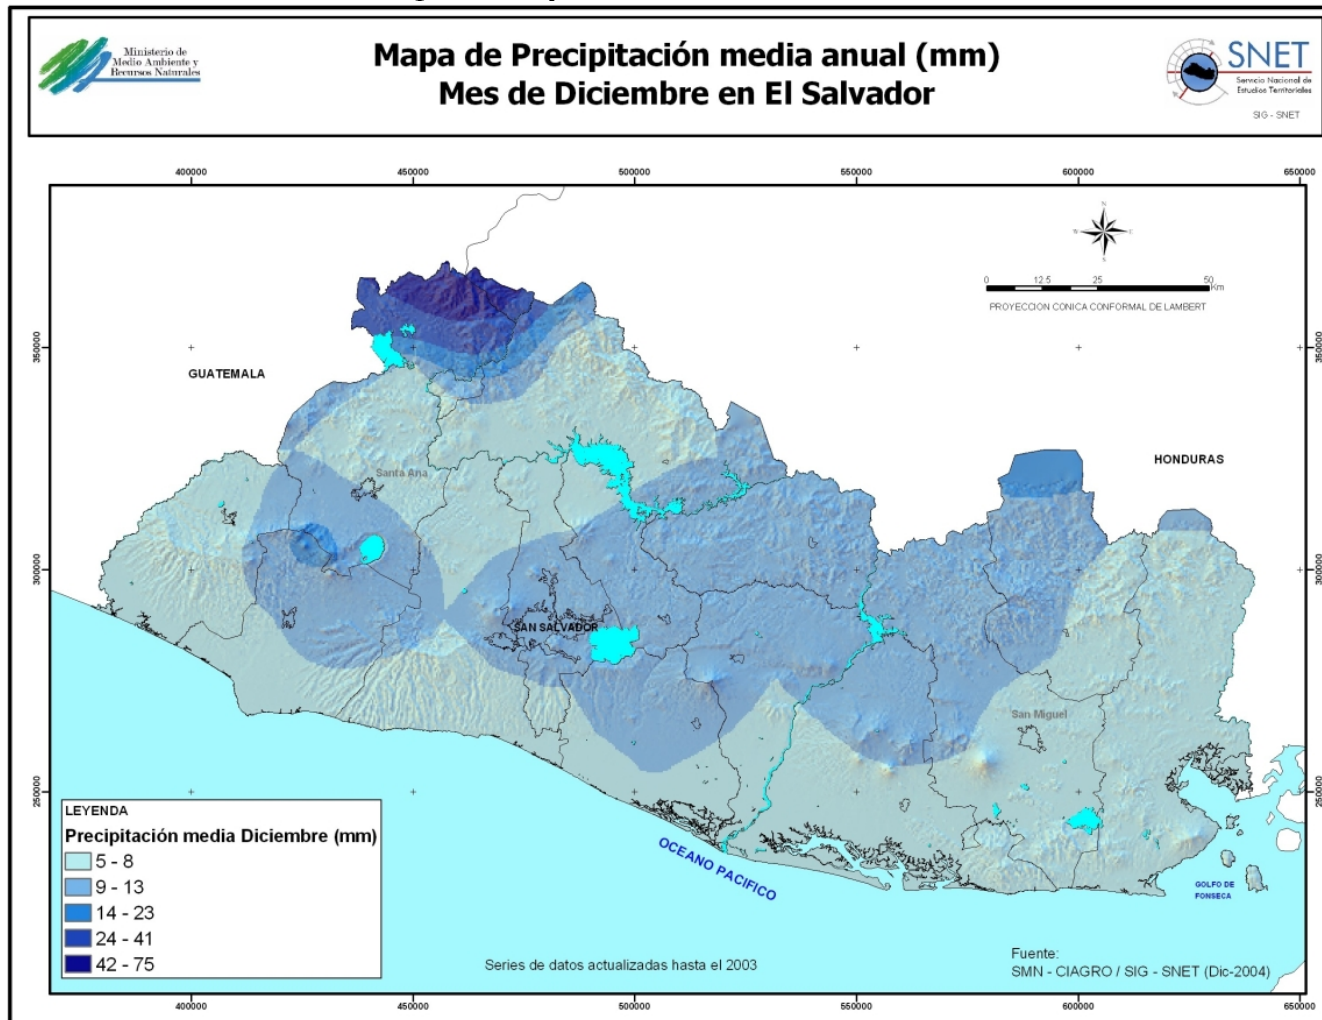 Ministerio de
Medio Ambiente y
Recursos Naturales
Mapa de Precipitación media anual (mm)
Mes de Diciembre en El Salvador
SNET
Servicio Nacional de
Estudios Territoriales
SIG - SNET
400000 450000 500000 550000 600000 650000
N
W E
S
0 12.5 25 50
Km
PROYECCION CONICA CONFORMAL DE LAMBERT
350000 350000
GUATEMALA
HONDURAS
Santa Ana
300000 300000
SAN SALVADOR
San Miguel
250000 250000
LEYENDA
Precipitación media Diciembre (mm)
5 - 8
9 - 13
14 - 23
24 - 41
42 - 75
OCEANO PACIFICO
GOLFO DE
FONSECA
Series de datos actualizadas hasta el 2003
Fuente:
SMN - CIAGRO / SIG - SNET (Dic-2004)
400000 450000 500000 550000 600000 650000